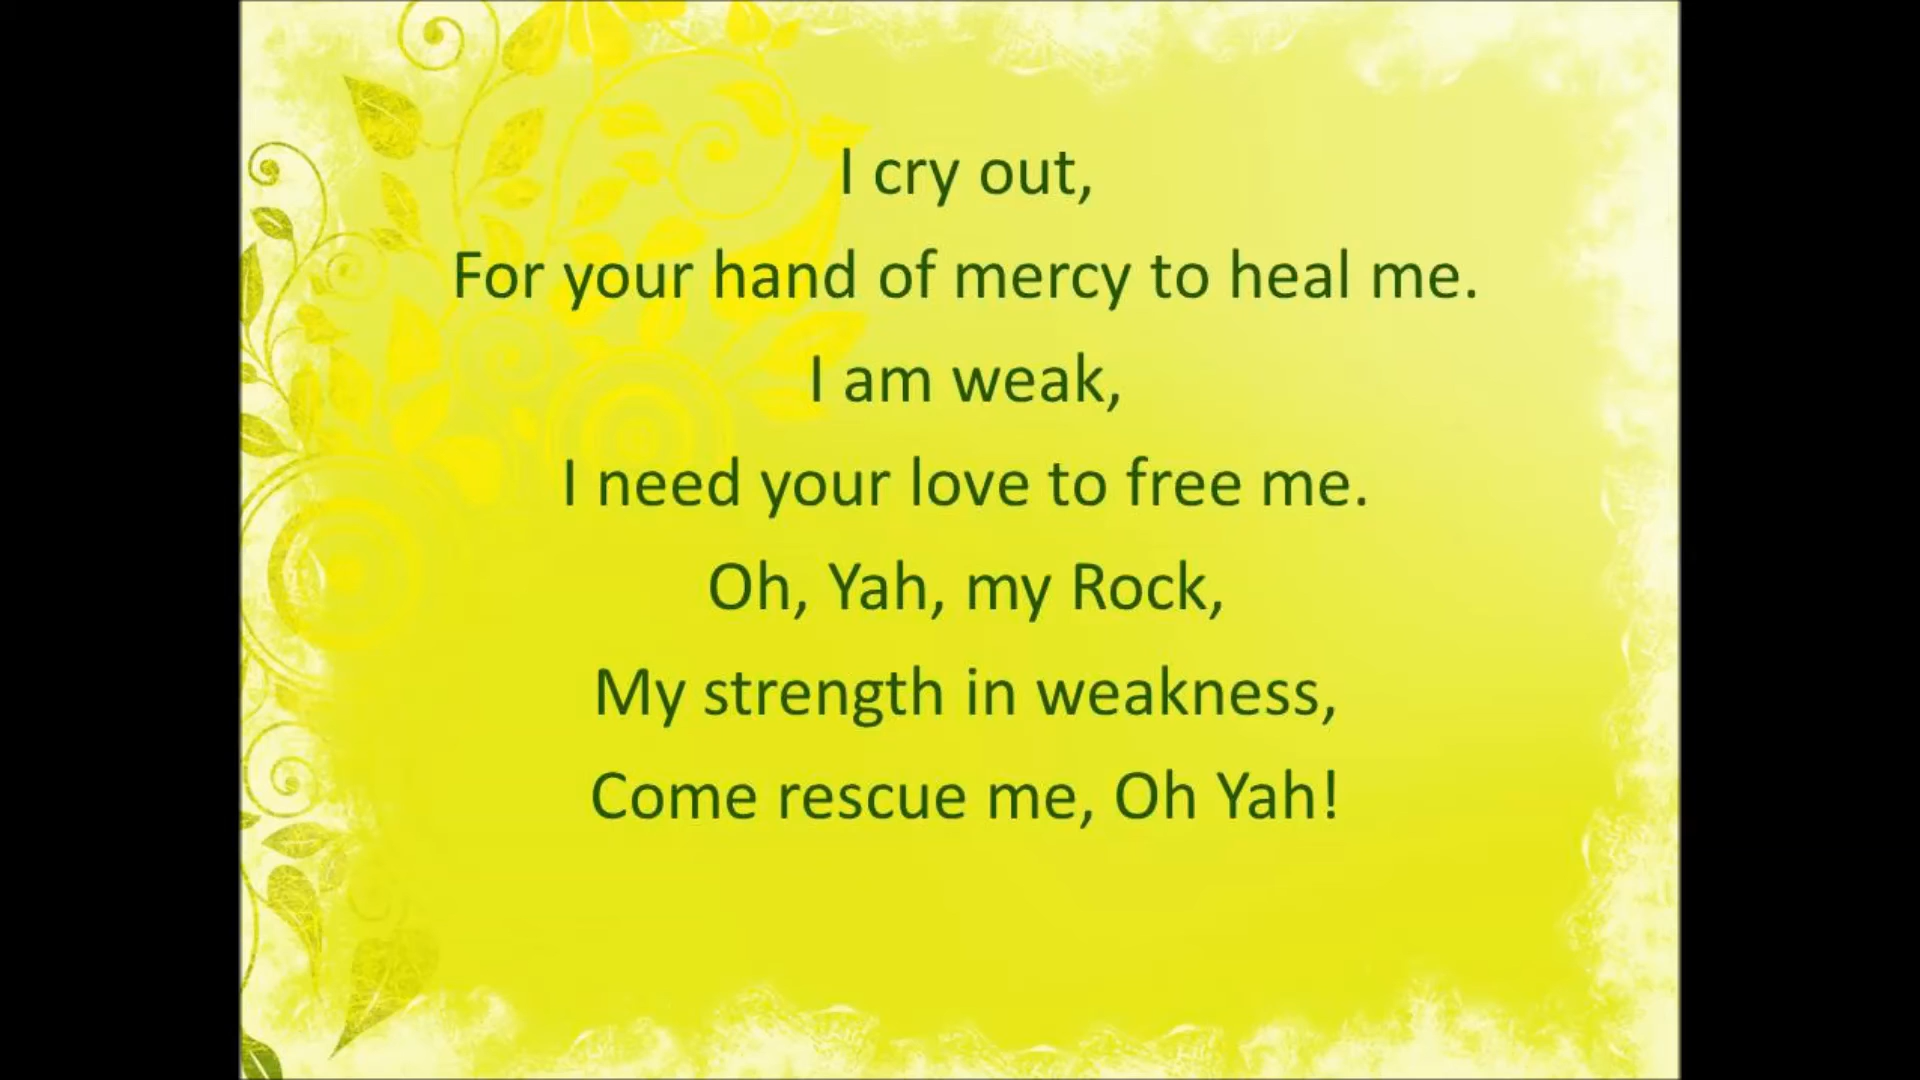 I cry out,
For your hand of mercy to heal me.
I am weak,
I need your love to free me.
Oh, Yah, my Rock,
My strength in weakness,
Come rescue me, Oh Yah!